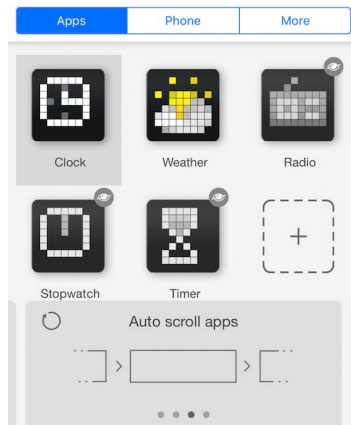 Apps Phone More
Clock Weather Radio
Stopwatch Timer
Auto scroll apps